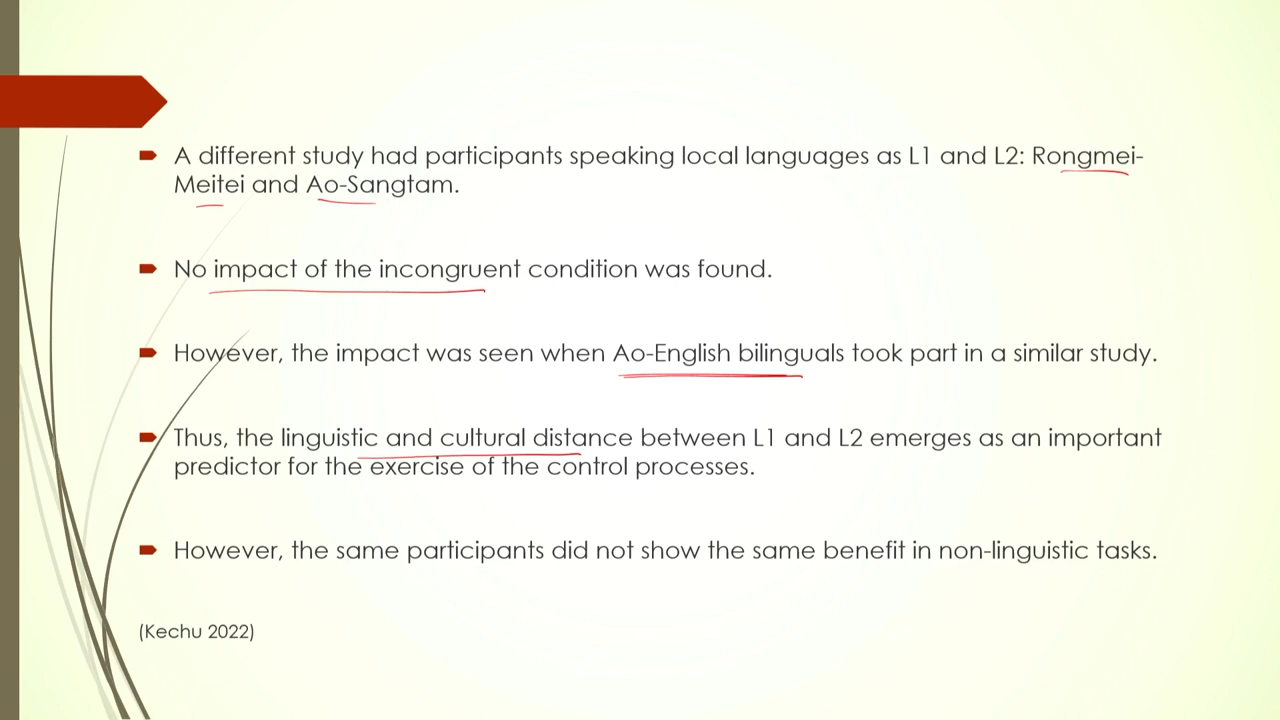 A different study had participants speaking local languages as L1 and L2: Rongmei-
Meitei and Ao-Sangtam.
No impact of the incongruent condition was found.
However, the impact was seen when Ao-English bilinguals took part in a similar study.
Thus, the linguistic and cultural distance between L1 and L2 emerges as an important
predictor for the exercise of the control processes.
However, the same participants did not show the same benefit in non-linguistic tasks.
(Kechu 2022)